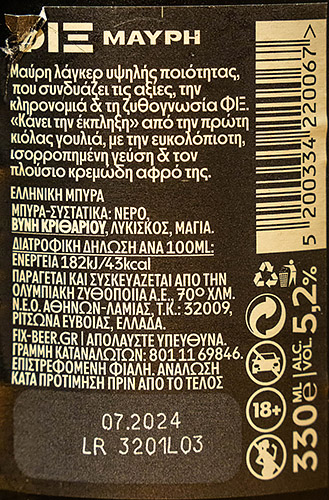 ΦΙΞ ΜΑΥΡΗ
Μαύρη λάγκερ υψηλής ποιότητας,
που συνδυάζει τις αξίες, την
κληρονομιά & τη ζυθογνωσία ΦΙΞ.
«Κάνει την έκπληξη» από την πρώτη
κιόλας γουλιά, με την ευκολόπιοτη,
ισορροπημένη γεύση & τον
πλούσιο κρεμώδη αφρό της.
ΕΛΛΗΝΙΚΗ ΜΠΥΡΑ
ΜΠΥΡΑ-ΣΥΣΤΑΤΙΚΑ: ΝΕΡΟ,
ΒΥΝΗ ΚΡΙΘΑΡΙΟΥ, ΛΥΚΙΣΚΟΣ, ΜΑΓΙΑ.
ΔΙΑΤΡΟΦΙΚΗ ΔΗΛΩΣΗ ΑΝΑ 100ML:
ΕΝΕΡΓΕΙΑ 182kJ/43kcal
ΠΑΡΑΓΕΤΑΙ ΚΑΙ ΣΥΣΚΕΥΑΖΕΤΑΙ ΑΠΟ ΤΗΝ
ΟΛΥΜΠΙΑΚΗ ΖΥΘΟΠΟΙΙΑ Α.Ε., 70º ΧΛΜ.
Ν.Ε.Ο. ΑΘΗΝΩΝ-ΛΑΜΙΑΣ, Τ.Κ.: 32009,
ΡΙΤΣΩΝΑ ΕΥΒΟΙΑΣ, ΕΛΛΑΔΑ.
FIX-BEER.GR | ΑΠΟΛΑΥΣΤΕ ΥΠΕΥΘΥΝΑ.
ΓΡΑΜΜΗ ΚΑΤΑΝΑΛΩΤΩΝ: 801 11 69846.
ΕΠΙΣΤΡΕΦΟΜΕΝΗ ΦΙΑΛΗ. ΑΝΑΛΩΣΗ
ΚΑΤΑ ΠΡΟΤΙΜΗΣΗ ΠΡΙΝ ΑΠΟ ΤΟ ΤΕΛΟΣ
07.2024
LR 3201L03
5 200334 220067 >
18+
330 ML℮ ALC./VOL. 5,2%